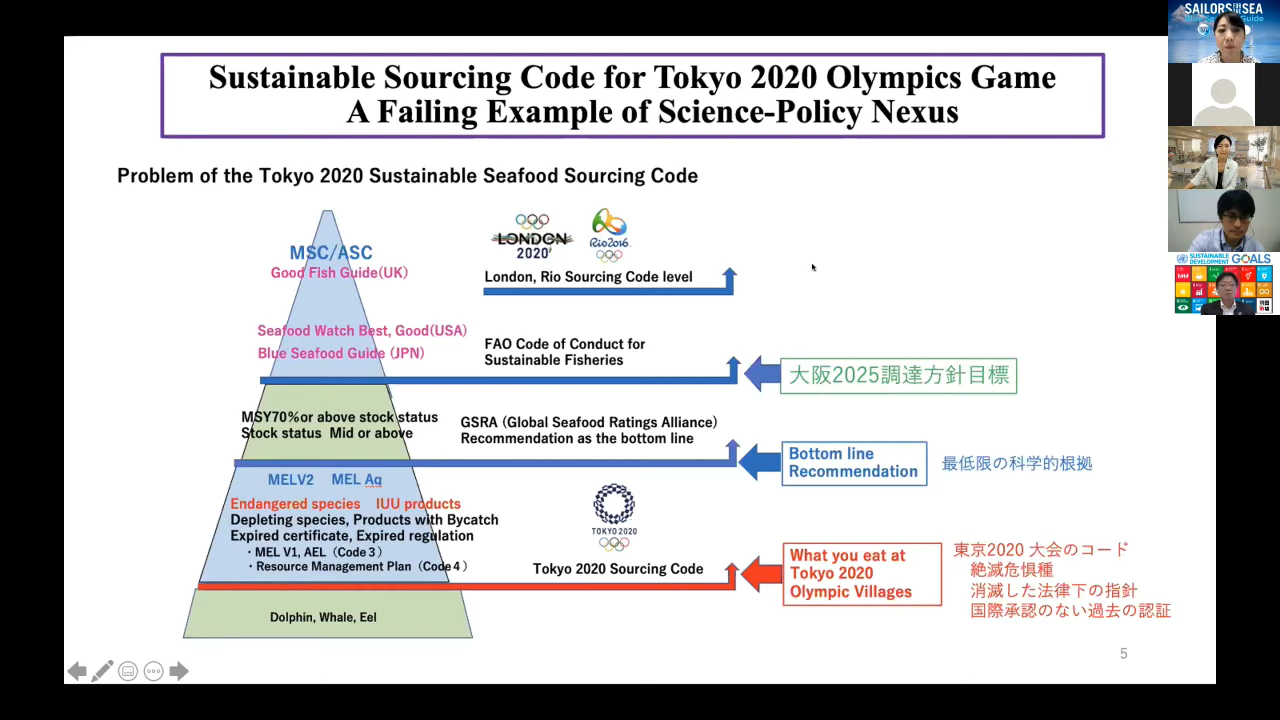 Sustainable Sourcing Code for Tokyo 2020 Olympics Game
A Failing Example of Science-Policy Nexus
Problem of the Tokyo 2020 Sustainable Seafood Sourcing Code
MSC/ASC
Good Fish Guide(UK)
LONDON
2020
Rio2016
London, Rio Sourcing Code level
Seafood Watch Best, Good(USA)
Blue Seafood Guide (JPN)
FAO Code of Conduct for
Sustainable Fisheries
大阪2025調達方針目標
MSY70%or above stock status
Stock status Mid or above
GSRA (Global Seafood Ratings Alliance)
Recommendation as the bottom line
Bottom line
Recommendation
最低限の科学的根拠
MELV2 MEL Aq
Endangered species IUU products
Depleting species, Products with Bycatch
Expired certificate, Expired regulation
・MEL V1, AEL（Code３）
・Resource Management Plan（Code４）
TOKYO 2020
Tokyo 2020 Sourcing Code
What you eat at
Tokyo 2020
Olympic Villages
東京2020 大会のコード
絶滅危惧種
消滅した法律下の指針
国際承認のない過去の認証
Dolphin, Whale, Eel
5
SAILORS FOR THE SEA
Blue Seafood Guide
SUSTAINABLE DEVELOPMENT GOALS